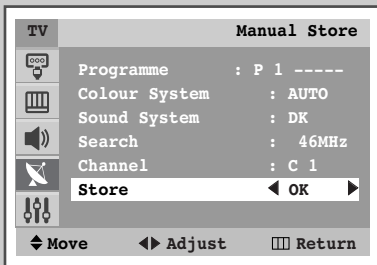 TV Manual Store
Programme : P 1 -----
Colour System : AUTO
Sound System : DK
Search : 46MHz
Channel : C 1
Store ◀ OK ▶
Move Adjust Return